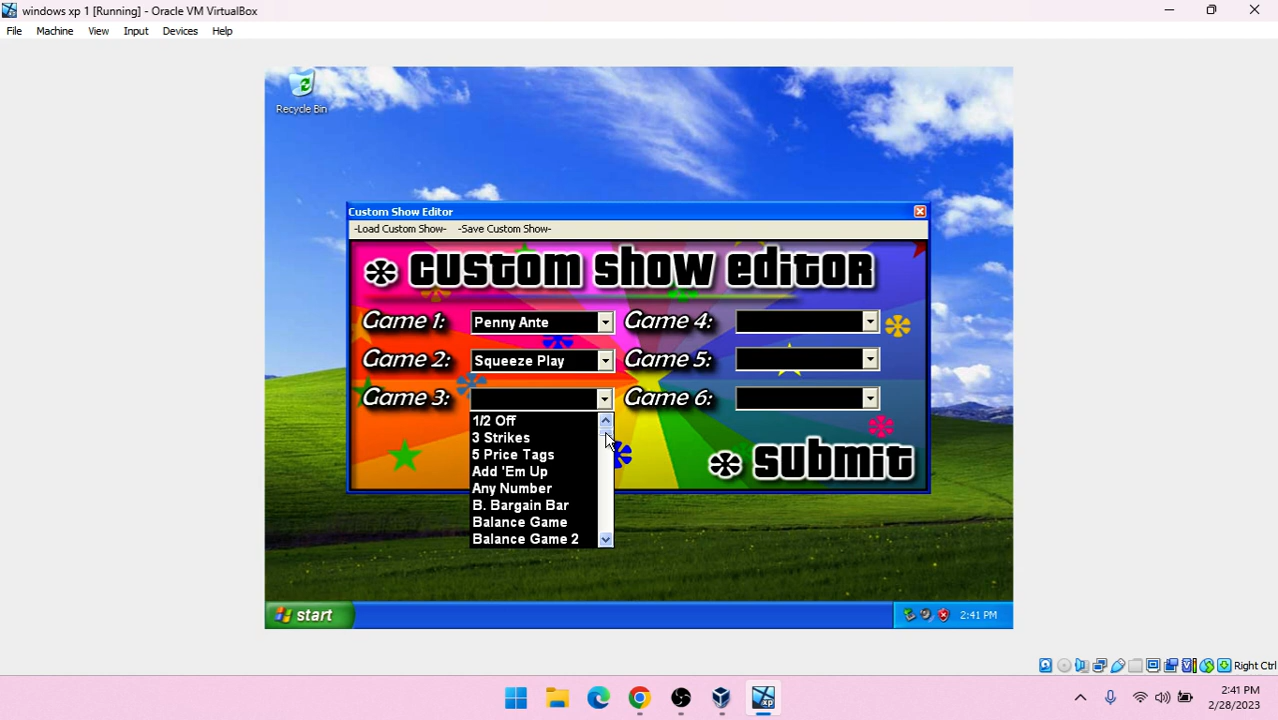 windows xp 1 [Running] - Oracle VM VirtualBox
File Machine View Input Devices Help
Recycle Bin
Custom Show Editor
-Load Custom Show- -Save Custom Show-
custom show editor
Game 1: Penny Ante Game 4:
Game 2: Squeeze Play Game 5:
Game 3: Game 6:
1/2 Off
3 Strikes
5 Price Tags
Add 'Em Up
Any Number
B. Bargain Bar
Balance Game
Balance Game 2
submit
start 2:41 PM
Right Ctrl
xp
2:41 PM
2/28/2023